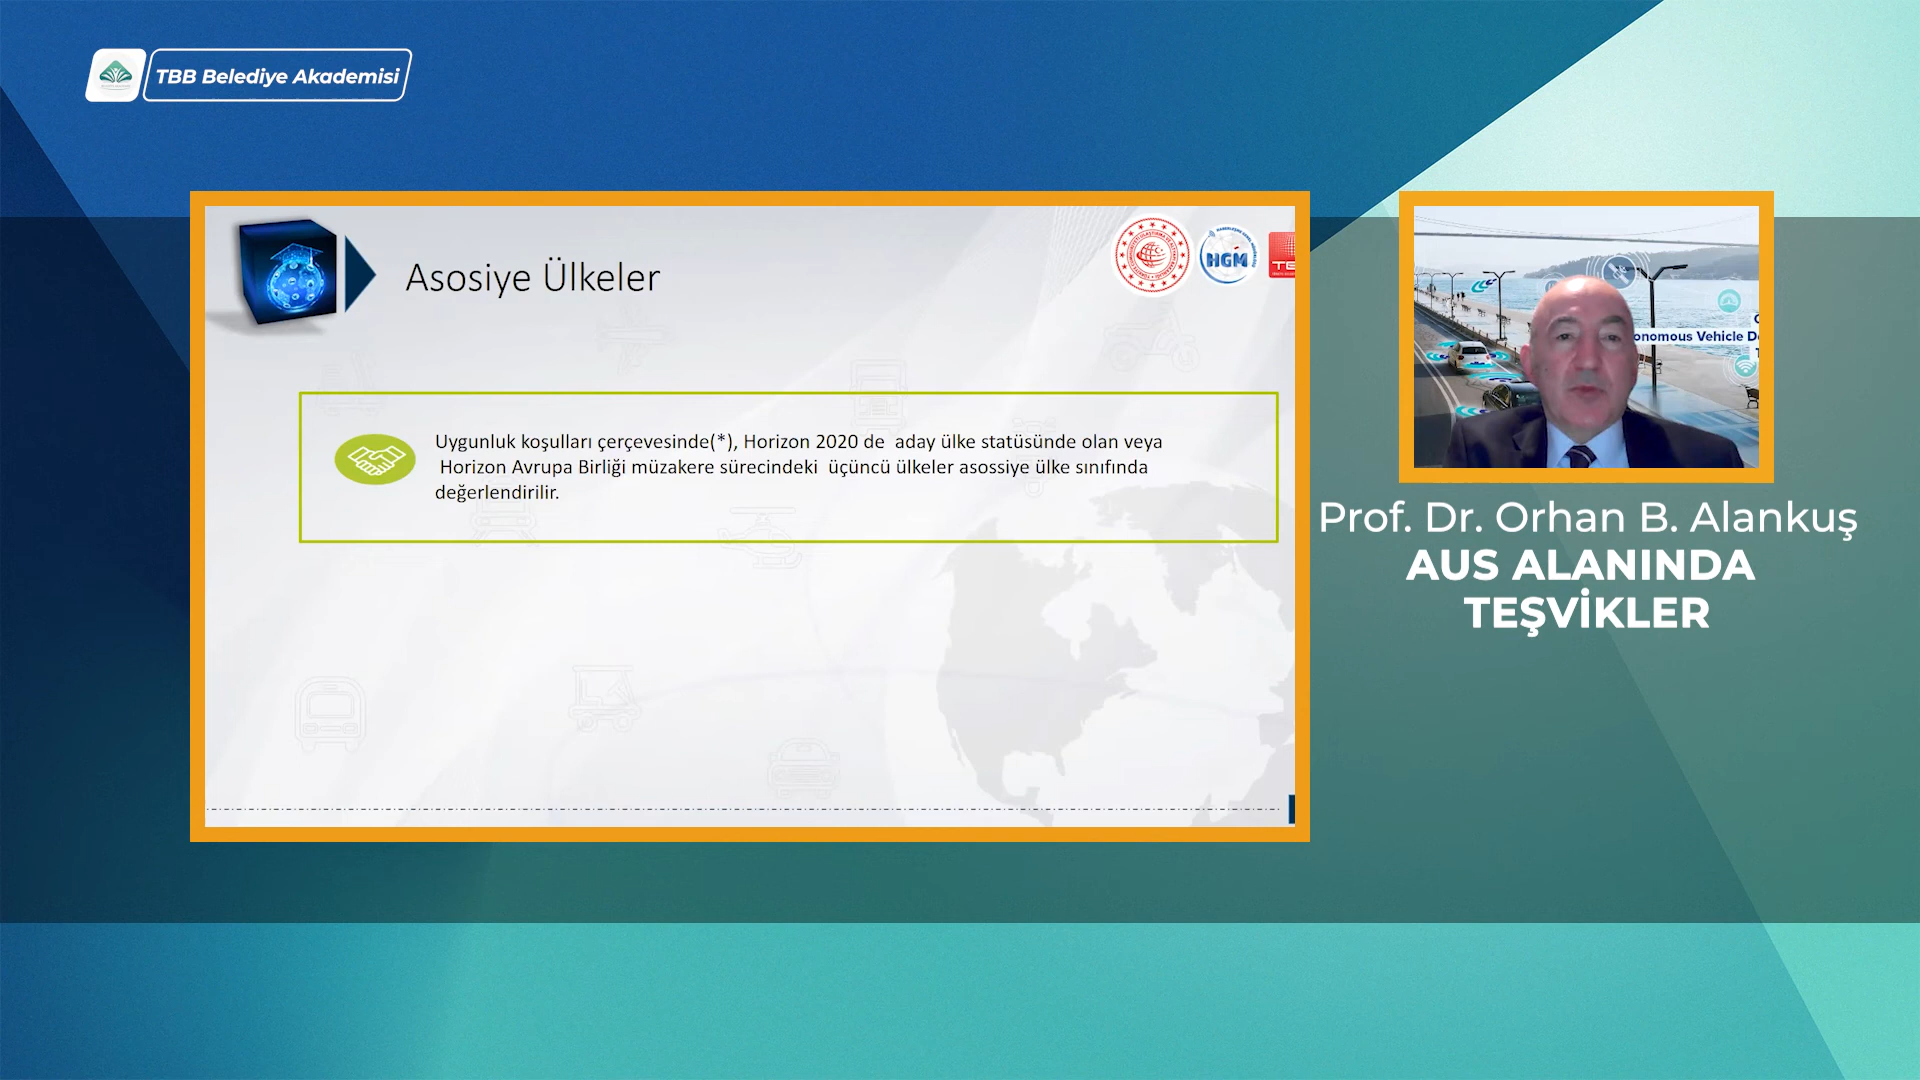 TBB Belediye Akademisi
Asosiye Ülkeler
HGM
Uygunluk koşulları çerçevesinde(*), Horizon 2020 de  aday ülke statüsünde olan veya
Horizon Avrupa Birliği müzakere sürecindeki  üçüncü ülkeler asossiye ülke sınıfında
değerlendirilir.
onomous Vehicle D
Prof. Dr. Orhan B. Alankuş
AUS ALANINDA
TEŞVİKLER